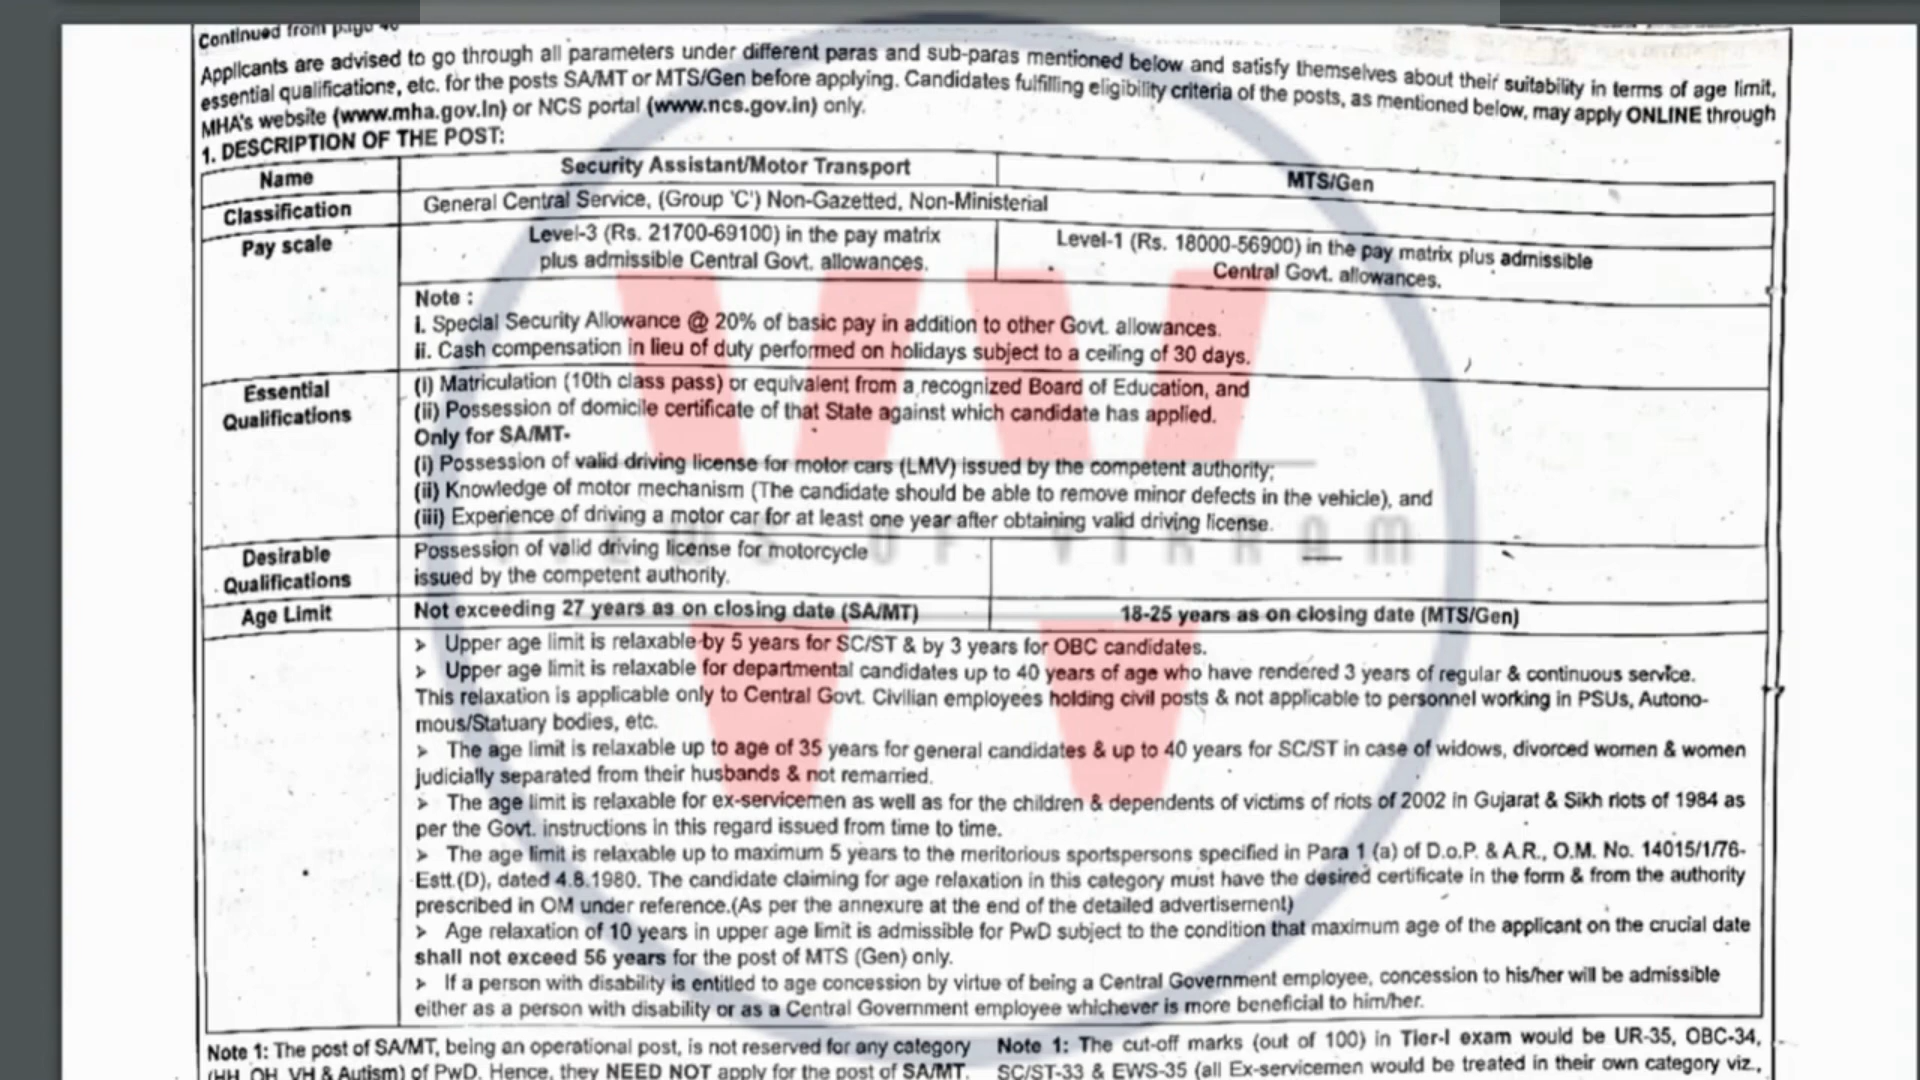 Continued from page 40
Applicants are advised to go through all parameters under different paras and sub-paras mentioned below and satisfy themselves about their suitability in terms of age limit,
essential qualifications, etc. for the posts SA/MT or MTS/Gen before applying. Candidates fulfilling eligibility criteria of the posts, as mentioned below, may apply ONLINE through
MHA's website (www.mha.gov.in) or NCS portal (www.ncs.gov.in) only.
1. DESCRIPTION OF THE POST:
Name Security Assistant/Motor Transport MTS/Gen
Classification General Central Service, (Group 'C') Non-Gazetted, Non-Ministerial
Pay scale Level-3 (Rs. 21700-69100) in the pay matrix Level-1 (Rs. 18000-56900) in the pay matrix plus admissible
plus admissible Central Govt. allowances. Central Govt. allowances.
Note :
i. Special Security Allowance @ 20% of basic pay in addition to other Govt. allowances.
ii. Cash compensation in lieu of duty performed on holidays subject to a ceiling of 30 days.
Essential (i) Matriculation (10th class pass) or equivalent from a recognized Board of Education, and
Qualifications (ii) Possession of domicile certificate of that State against which candidate has applied.
Only for SA/MT-
(i) Possession of valid driving license for motor cars (LMV) issued by the competent authority;
(ii) Knowledge of motor mechanism (The candidate should be able to remove minor defects in the vehicle), and
(iii) Experience of driving a motor car for at least one year after obtaining valid driving license.
VIEWS OF VIKRAM
Desirable Possession of valid driving license for motorcycle
Qualifications issued by the competent authority.
Age Limit Not exceeding 27 years as on closing date (SA/MT) 18-25 years as on closing date (MTS/Gen)
➢ Upper age limit is relaxable by 5 years for SC/ST & by 3 years for OBC candidates.
➢ Upper age limit is relaxable for departmental candidates up to 40 years of age who have rendered 3 years of regular & continuous service.
This relaxation is applicable only to Central Govt. Civilian employees holding civil posts & not applicable to personnel working in PSUs, Autono-
mous/Statuary bodies, etc.
➢ The age limit is relaxable up to age of 35 years for general candidates & up to 40 years for SC/ST in case of widows, divorced women & women
judicially separated from their husbands & not remarried.
➢ The age limit is relaxable for ex-servicemen as well as for the children & dependents of victims of riots of 2002 in Gujarat & Sikh riots of 1984 as
per the Govt. instructions in this regard issued from time to time.
➢ The age limit is relaxable up to maximum 5 years to the meritorious sportspersons specified in Para 1 (a) of D.o.P. & A.R., O.M. No. 14015/1/76-
Estt.(D), dated 4.8.1980. The candidate claiming for age relaxation in this category must have the desired certificate in the form & from the authority
prescribed in OM under reference.(As per the annexure at the end of the detailed advertisement)
➢ Age relaxation of 10 years in upper age limit is admissible for PwD subject to the condition that maximum age of the applicant on the crucial date
shall not exceed 56 years for the post of MTS (Gen) only.
➢ If a person with disability is entitled to age concession by virtue of being a Central Government employee, concession to his/her will be admissible
either as a person with disability or as a Central Government employee whichever is more beneficial to him/her.
Note 1: The post of SA/MT, being an operational post, is not reserved for any category
(HH, OH, VH & Autism) of PwD. Hence, they NEED NOT apply for the post of SA/MT.
Note 1: The cut-off marks (out of 100) in Tier-I exam would be UR-35, OBC-34,
SC/ST-33 & EWS-35 (all Ex-servicemen would be treated in their own category viz.,